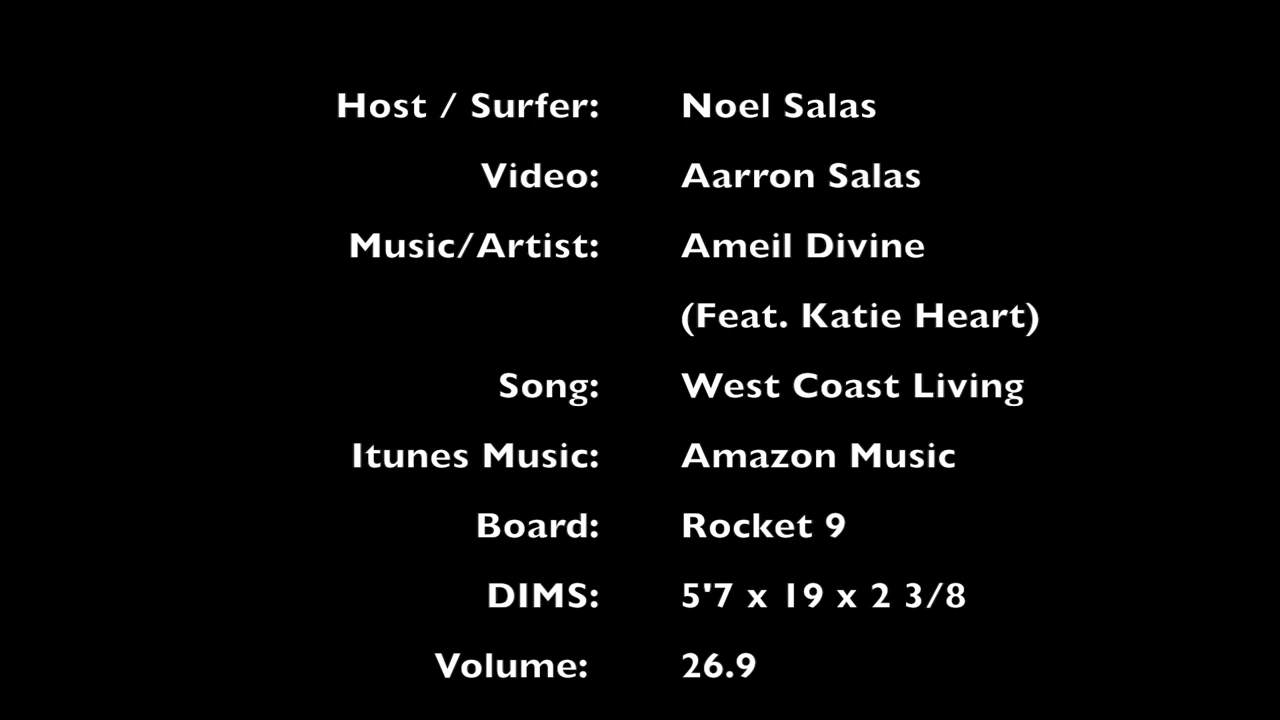 Host / Surfer: Noel Salas
Video: Aarron Salas
Music/Artist: Ameil Divine
(Feat. Katie Heart)
Song: West Coast Living
Itunes Music: Amazon Music
Board: Rocket 9
DIMS: 5'7 x 19 x 2 3/8
Volume: 26.9